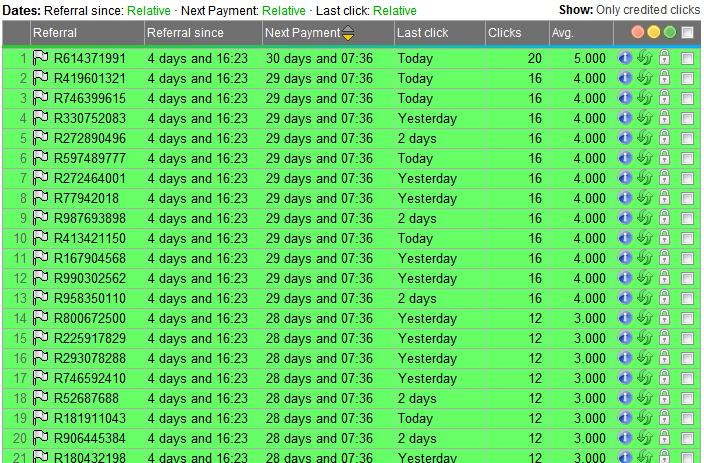 Dates: Referral since: Relative · Next Payment: Relative · Last click: Relative Show: Only credited clicks
Referral Referral since Next Payment Last click Clicks Avg.
1 R614371991 4 days and 16:23 30 days and 07:36 Today 20 5.000
2 R419601321 4 days and 16:23 29 days and 07:36 Today 16 4.000
3 R746399615 4 days and 16:23 29 days and 07:36 Today 16 4.000
4 R330752083 4 days and 16:23 29 days and 07:36 Yesterday 16 4.000
5 R272890496 4 days and 16:23 29 days and 07:36 2 days 16 4.000
6 R597489777 4 days and 16:23 29 days and 07:36 Today 16 4.000
7 R272464001 4 days and 16:23 29 days and 07:36 Yesterday 16 4.000
8 R77942018 4 days and 16:23 29 days and 07:36 Yesterday 16 4.000
9 R987693898 4 days and 16:23 29 days and 07:36 2 days 16 4.000
10 R413421150 4 days and 16:23 29 days and 07:36 Today 16 4.000
11 R167904568 4 days and 16:23 29 days and 07:36 Yesterday 16 4.000
12 R990302562 4 days and 16:23 29 days and 07:36 Yesterday 16 4.000
13 R958350110 4 days and 16:23 29 days and 07:36 2 days 16 4.000
14 R800672500 4 days and 16:23 28 days and 07:36 Yesterday 12 3.000
15 R225917829 4 days and 16:23 28 days and 07:36 Yesterday 12 3.000
16 R293078288 4 days and 16:23 28 days and 07:36 Yesterday 12 3.000
17 R746592410 4 days and 16:23 28 days and 07:36 Yesterday 12 3.000
18 R52687688 4 days and 16:23 28 days and 07:36 2 days 12 3.000
19 R181911043 4 days and 16:23 28 days and 07:36 Today 12 3.000
20 R906445384 4 days and 16:23 28 days and 07:36 2 days 12 3.000
21 R180432198 4 days and 16:23 28 days and 07:36 Yesterday 12 3.000